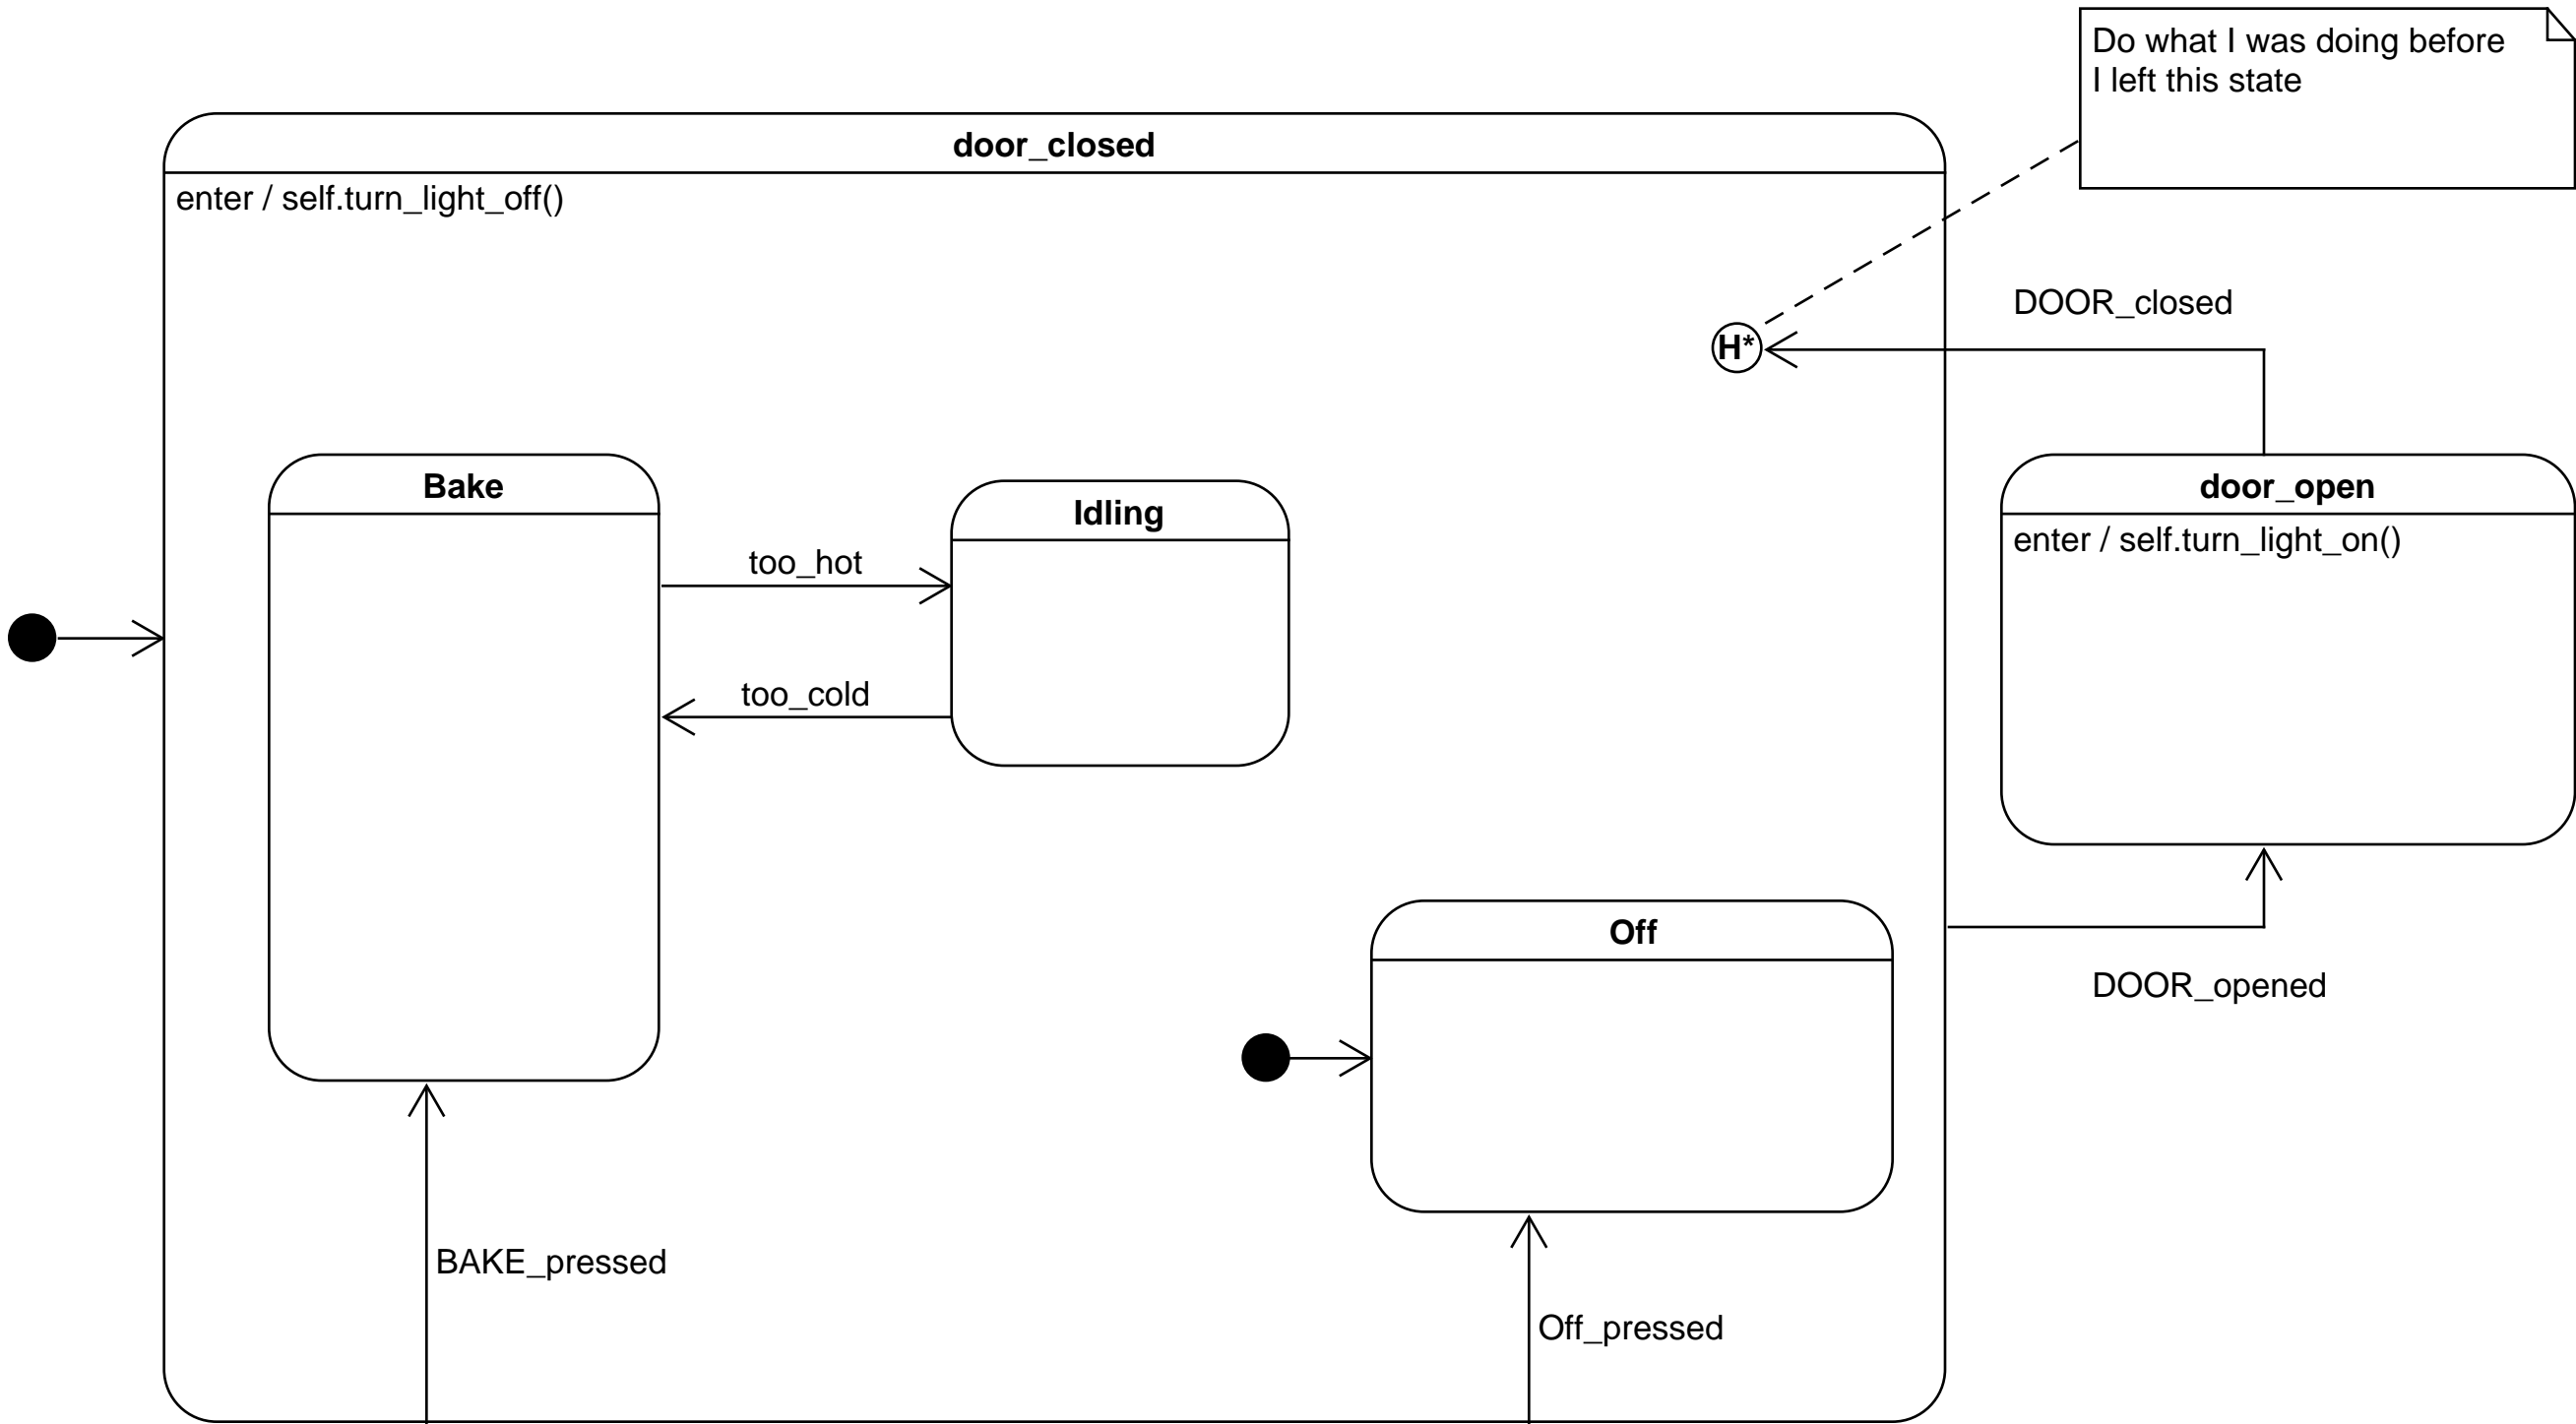 Do what I was doing before
I left this state
door_closed
enter / self.turn_light_off()
DOOR_closed
H*
Bake
Idling
door_open
enter / self.turn_light_on()
too_hot
too_cold
Off
DOOR_opened
BAKE_pressed
Off_pressed